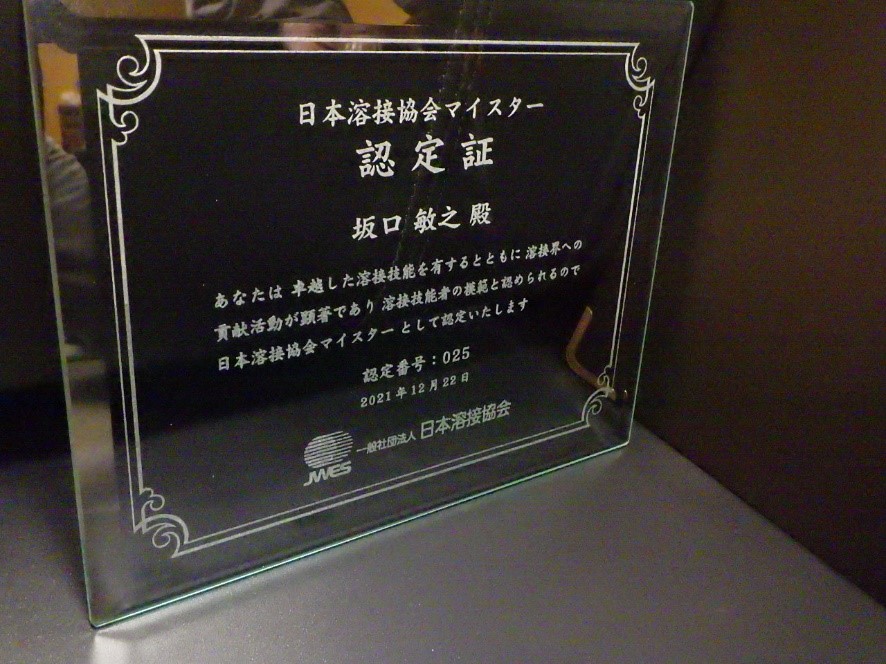 日本溶接協会マイスター
認定証
坂口 敏之 殿
あなたは 卓越した溶接技能を有するとともに 溶接界への
貢献活動が顕著であり 溶接技能者の模範と認められるので
日本溶接協会マイスター として認定いたします
認定番号：025
2021年12月22日
JWES 一般社団法人 日本溶接協会